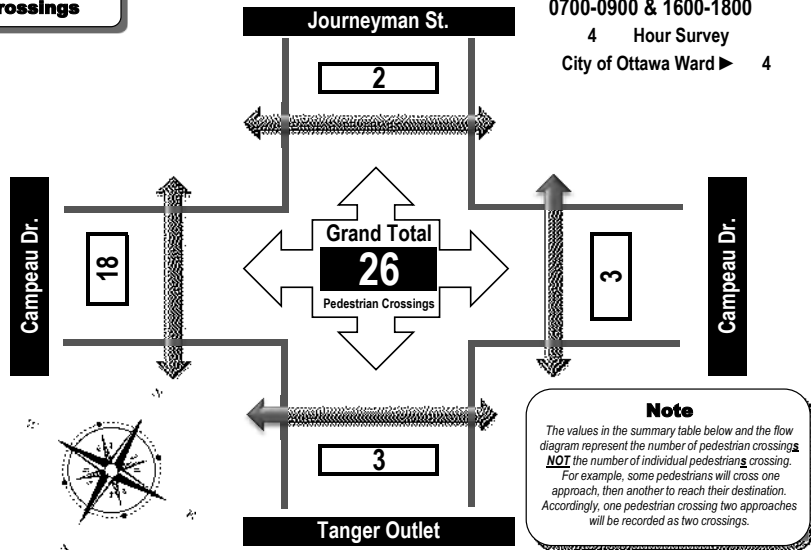 rossings
0700-0900 & 1600-1800
4 Hour Survey
City of Ottawa Ward ► 4
Journeyman St.
2
Campeau Dr.
18
Grand Total
26
Pedestrian Crossings
3
Campeau Dr.
3
Tanger Outlet
Note
The values in the summary table below and the flow
diagram represent the number of pedestrian crossings
NOT the number of individual pedestrians crossing.
For example, some pedestrians will cross one
approach, then another to reach their destination.
Accordingly, one pedestrian crossing two approaches
will be recorded as two crossings.